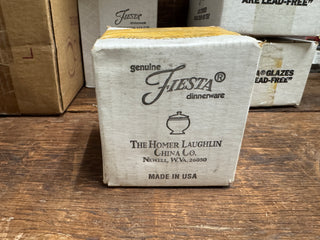 FIESTA
ARE LEAD-FREE"
genuine
FIESTA®
dinnerware
THE HOMER LAUGHLIN
CHINA CO.
NEWELL, W.VA. 26050
MADE IN USA
A® GLAZES
AD-FREE"